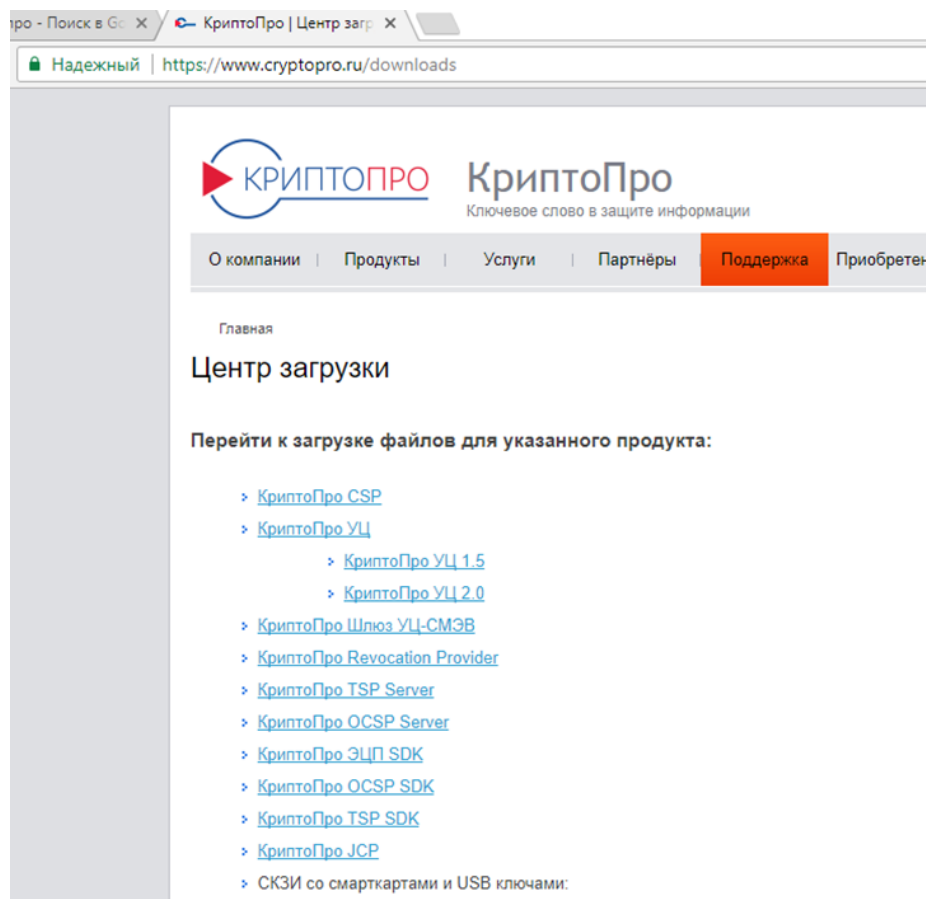 про - Поиск в Go
КриптоПро | Центр загр
Надежный | https://www.cryptopro.ru/downloads
КРИПТОПРО
КриптоПро
Ключевое слово в защите информации
О компании | Продукты | Услуги | Партнёры | Поддержка Приобретен
Главная
Центр загрузки
Перейти к загрузке файлов для указанного продукта:
КриптоПро CSP
КриптоПро УЦ
КриптоПро УЦ 1.5
КриптоПро УЦ 2.0
КриптоПро Шлюз УЦ-СМЭВ
КриптоПро Revocation Provider
КриптоПро TSP Server
КриптоПро OCSP Server
КриптоПро ЭЦП SDK
КриптоПро OCSP SDK
КриптоПро TSP SDK
КриптоПро JCP
СКЗИ со смарткартами и USB ключами: